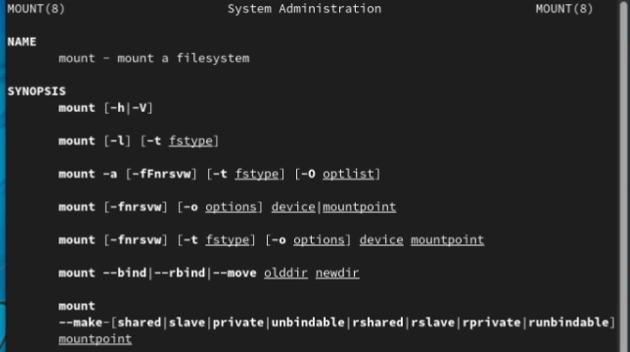 MOUNT(8) System Administration MOUNT(8)
NAME
mount - mount a filesystem
SYNOPSIS
mount [-h|-V]
mount [-l] [-t fstype]
mount -a [-fFnrsvw] [-t fstype] [-O optlist]
mount [-fnrsvw] [-o options] device|mountpoint
mount [-fnrsvw] [-t fstype] [-o options] device mountpoint
mount --bind|--rbind|--move olddir newdir
mount
--make-[shared|slave|private|unbindable|rshared|rslave|rprivate|runbindable]
mountpoint